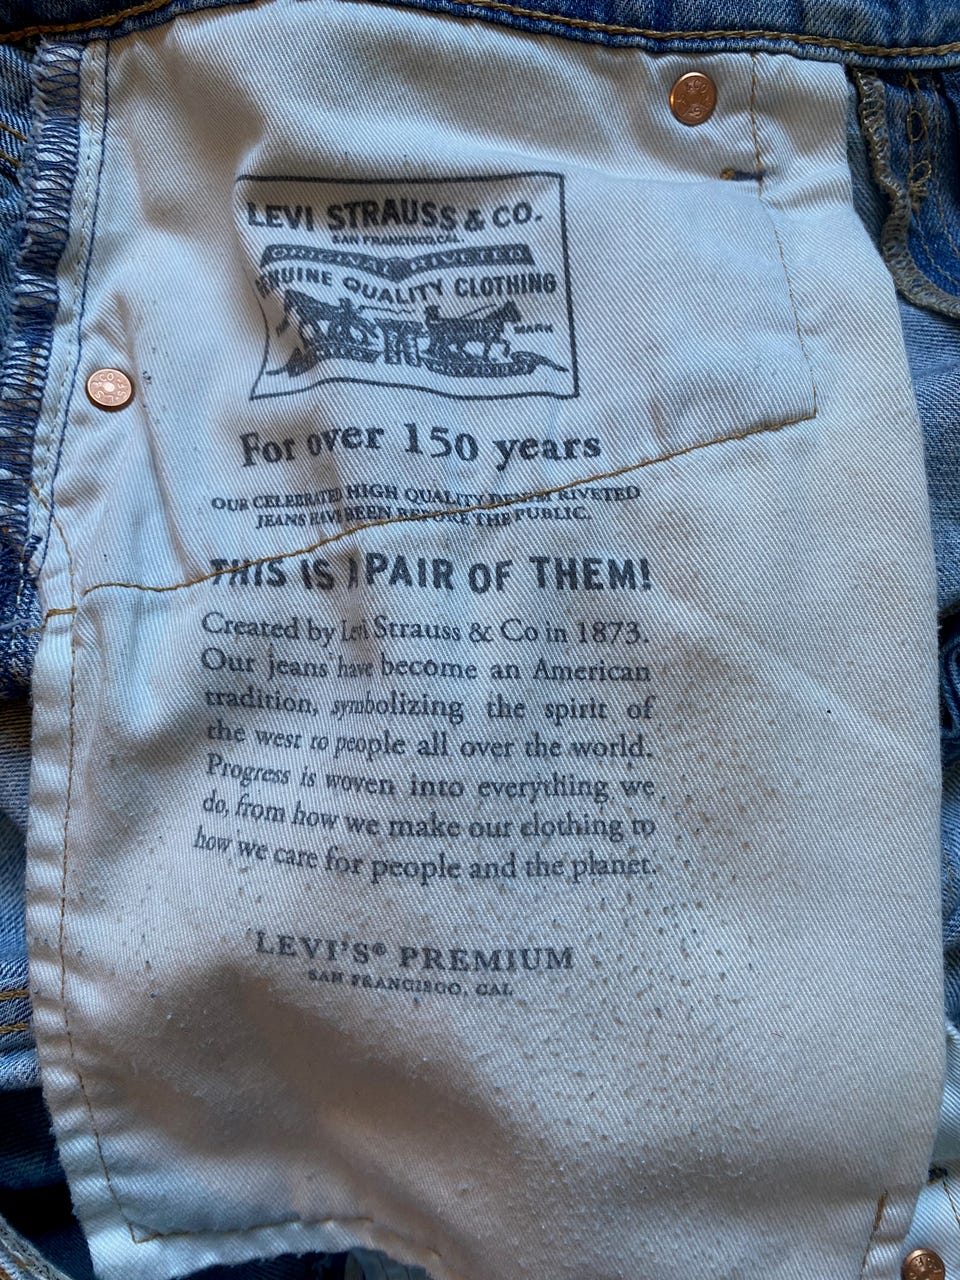 LEVI STRAUSS & CO.
SAN FRANCISCO, CAL.
ORIGINAL RIVETED
QUALITY CLOTHING
MARK
For over 150 years
OUR CELEBRATED HIGH QUALITY DENIM RIVETED
JEANS HAVE BEEN BEFORE THE PUBLIC.
THIS IS A PAIR OF THEM!
Created by Levi Strauss & Co in 1873.
Our jeans have become an American
tradition, symbolizing the spirit of
the west to people all over the world.
Progress is woven into everything we
do, from how we make our clothing to
how we care for people and the planet.
LEVI'S® PREMIUM
SAN FRANCISCO, CAL